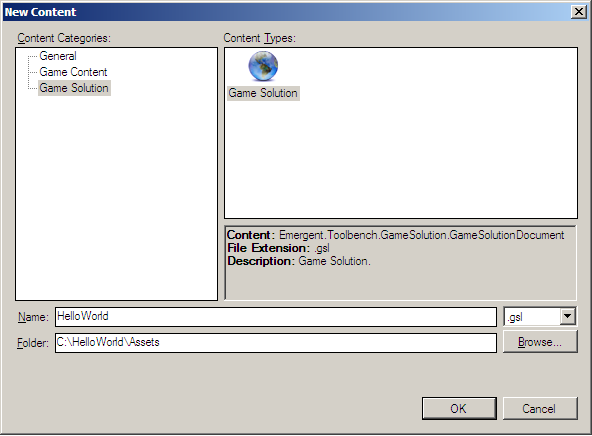 New Content
Content Categories:
General
Game Content
Game Solution
Content Types:
Game Solution
Content: Emergent.Toolbench.GameSolution.GameSolutionDocument
File Extension: .gsl
Description: Game Solution.
Name: HelloWorld .gsl
Folder: C:\HelloWorld\Assets Browse...
OK Cancel